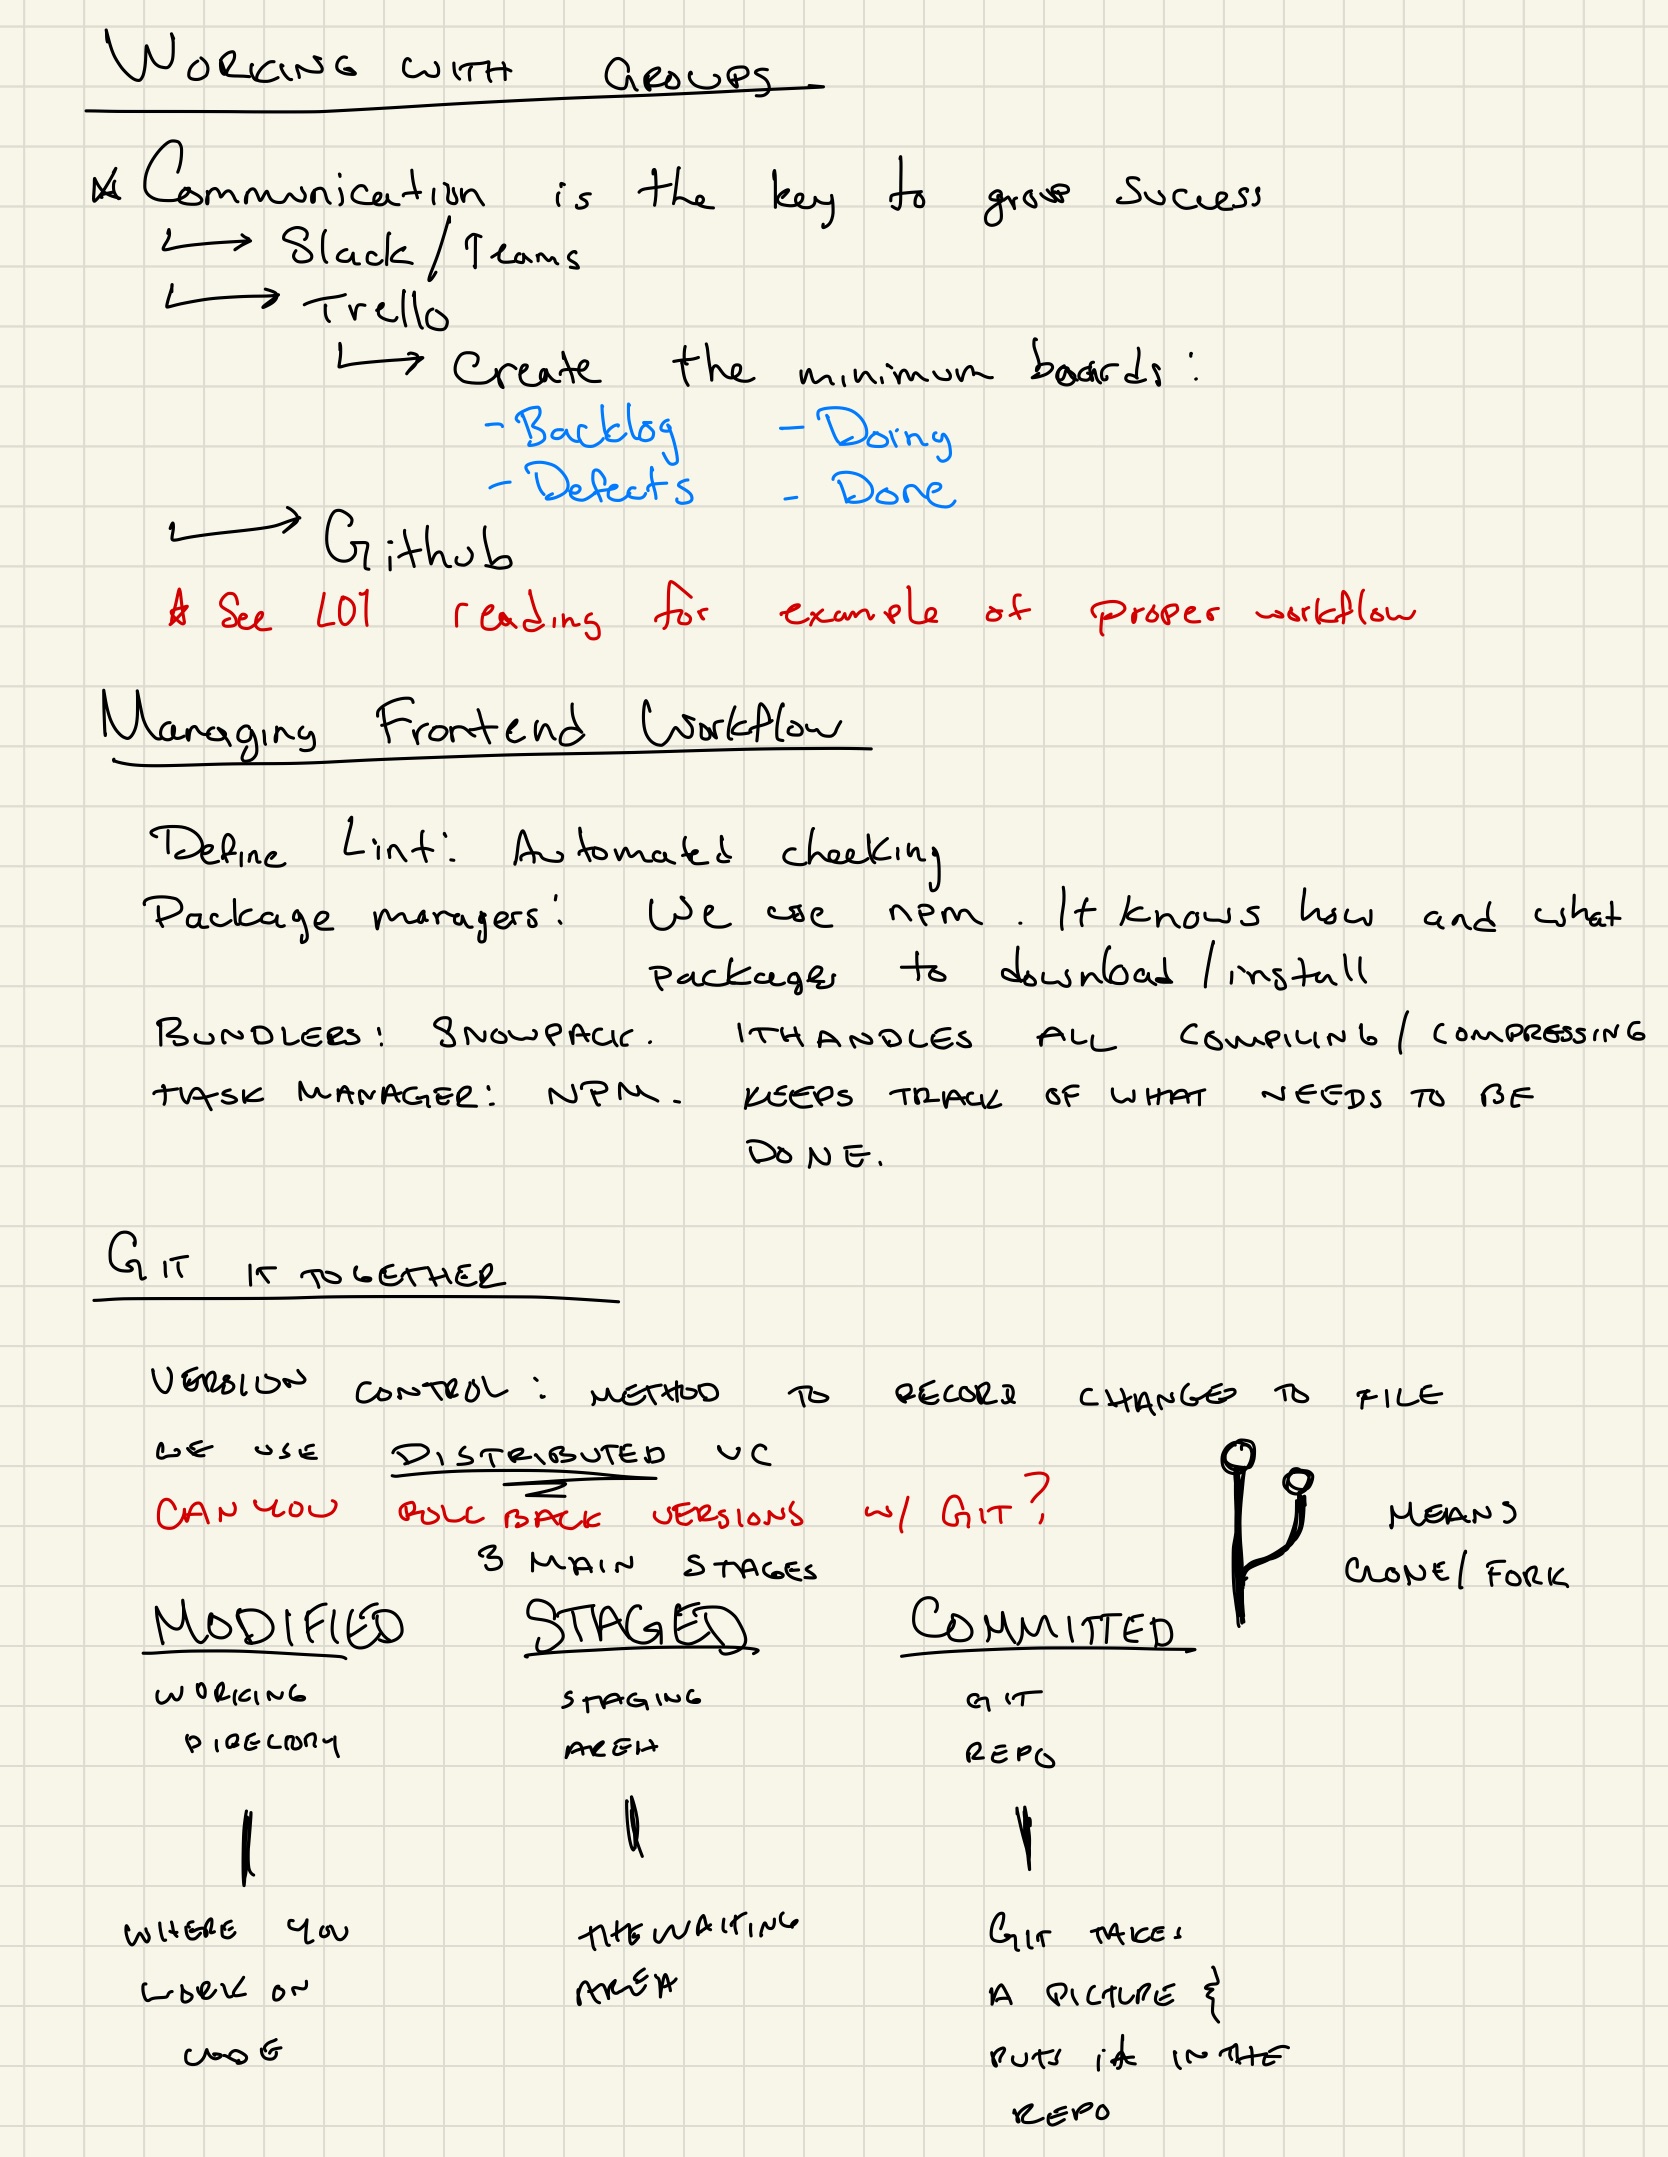 WORKING WITH GROUPS
Communication is the key to group success
Slack/Teams
Trello
Create the minimum boards:
- Backlog - Doing
- Defects - Done
Github
See L01 reading for example of proper workflow
Managing Frontend Workflow
Define Lint: Automated checking
Package managers: We use npm. It knows how and what
packages to download/install
BUNDLERS: SNOWPACK. IT HANDLES ALL COMPILING/COMPRESSING
TASK MANAGER: NPM. KEEPS TRACK OF WHAT NEEDS TO BE
DONE.
GIT IT TOGETHER
VERSION CONTROL: METHOD TO RECORD CHANGES TO FILE
WE USE DISTRIBUTED VC
CAN YOU ROLL BACK VERSIONS W/ GIT?
MEANS
CLONE/FORK
3 MAIN STAGES
MODIFIED STAGED COMMITTED
WORKING STAGING GIT
DIRECTORY AREA REPO
WHERE YOU THE WAITING GIT TAKES
WORK ON AREA A PICTURE &
CODE PUTS it IN THE
REPO